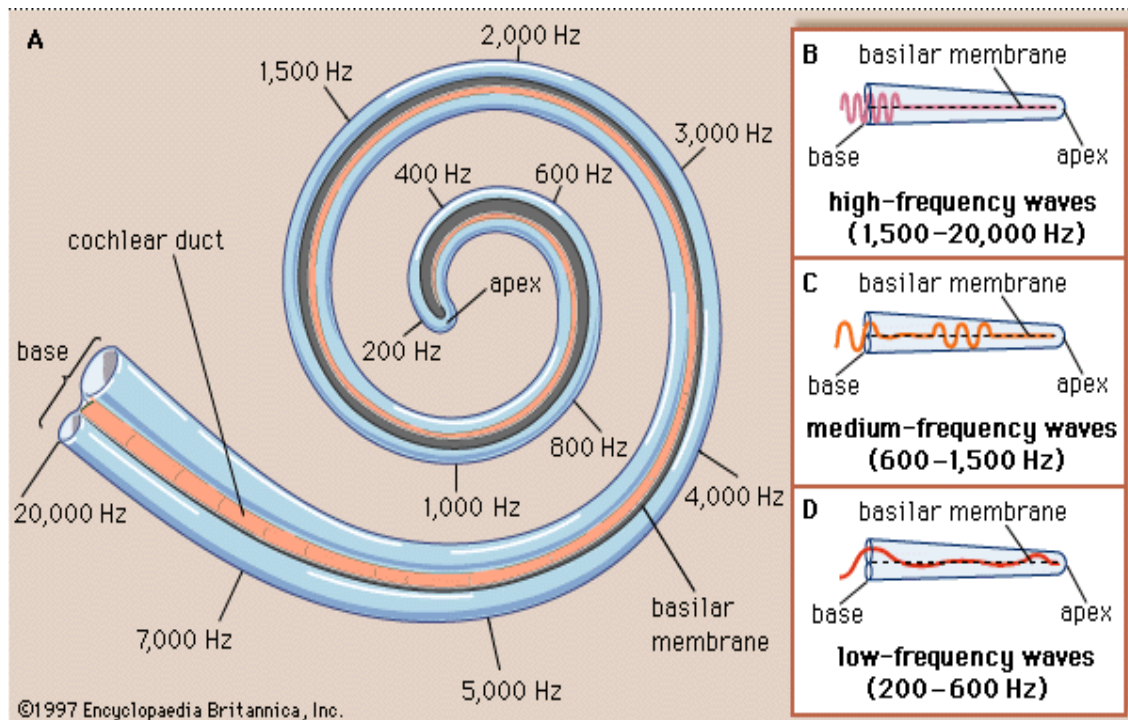 A
2,000 Hz
1,500 Hz
3,000 Hz
400 Hz
600 Hz
cochlear duct
apex
200 Hz
base
800 Hz
20,000 Hz
1,000 Hz
4,000 Hz
7,000 Hz
basilar
membrane
5,000 Hz
©1997 Encyclopaedia Britannica, Inc.
B
basilar membrane
base
apex
high-frequency waves
(1,500–20,000 Hz)
C
basilar membrane
base
apex
medium-frequency waves
(600–1,500 Hz)
D
basilar membrane
base
apex
low-frequency waves
(200–600 Hz)